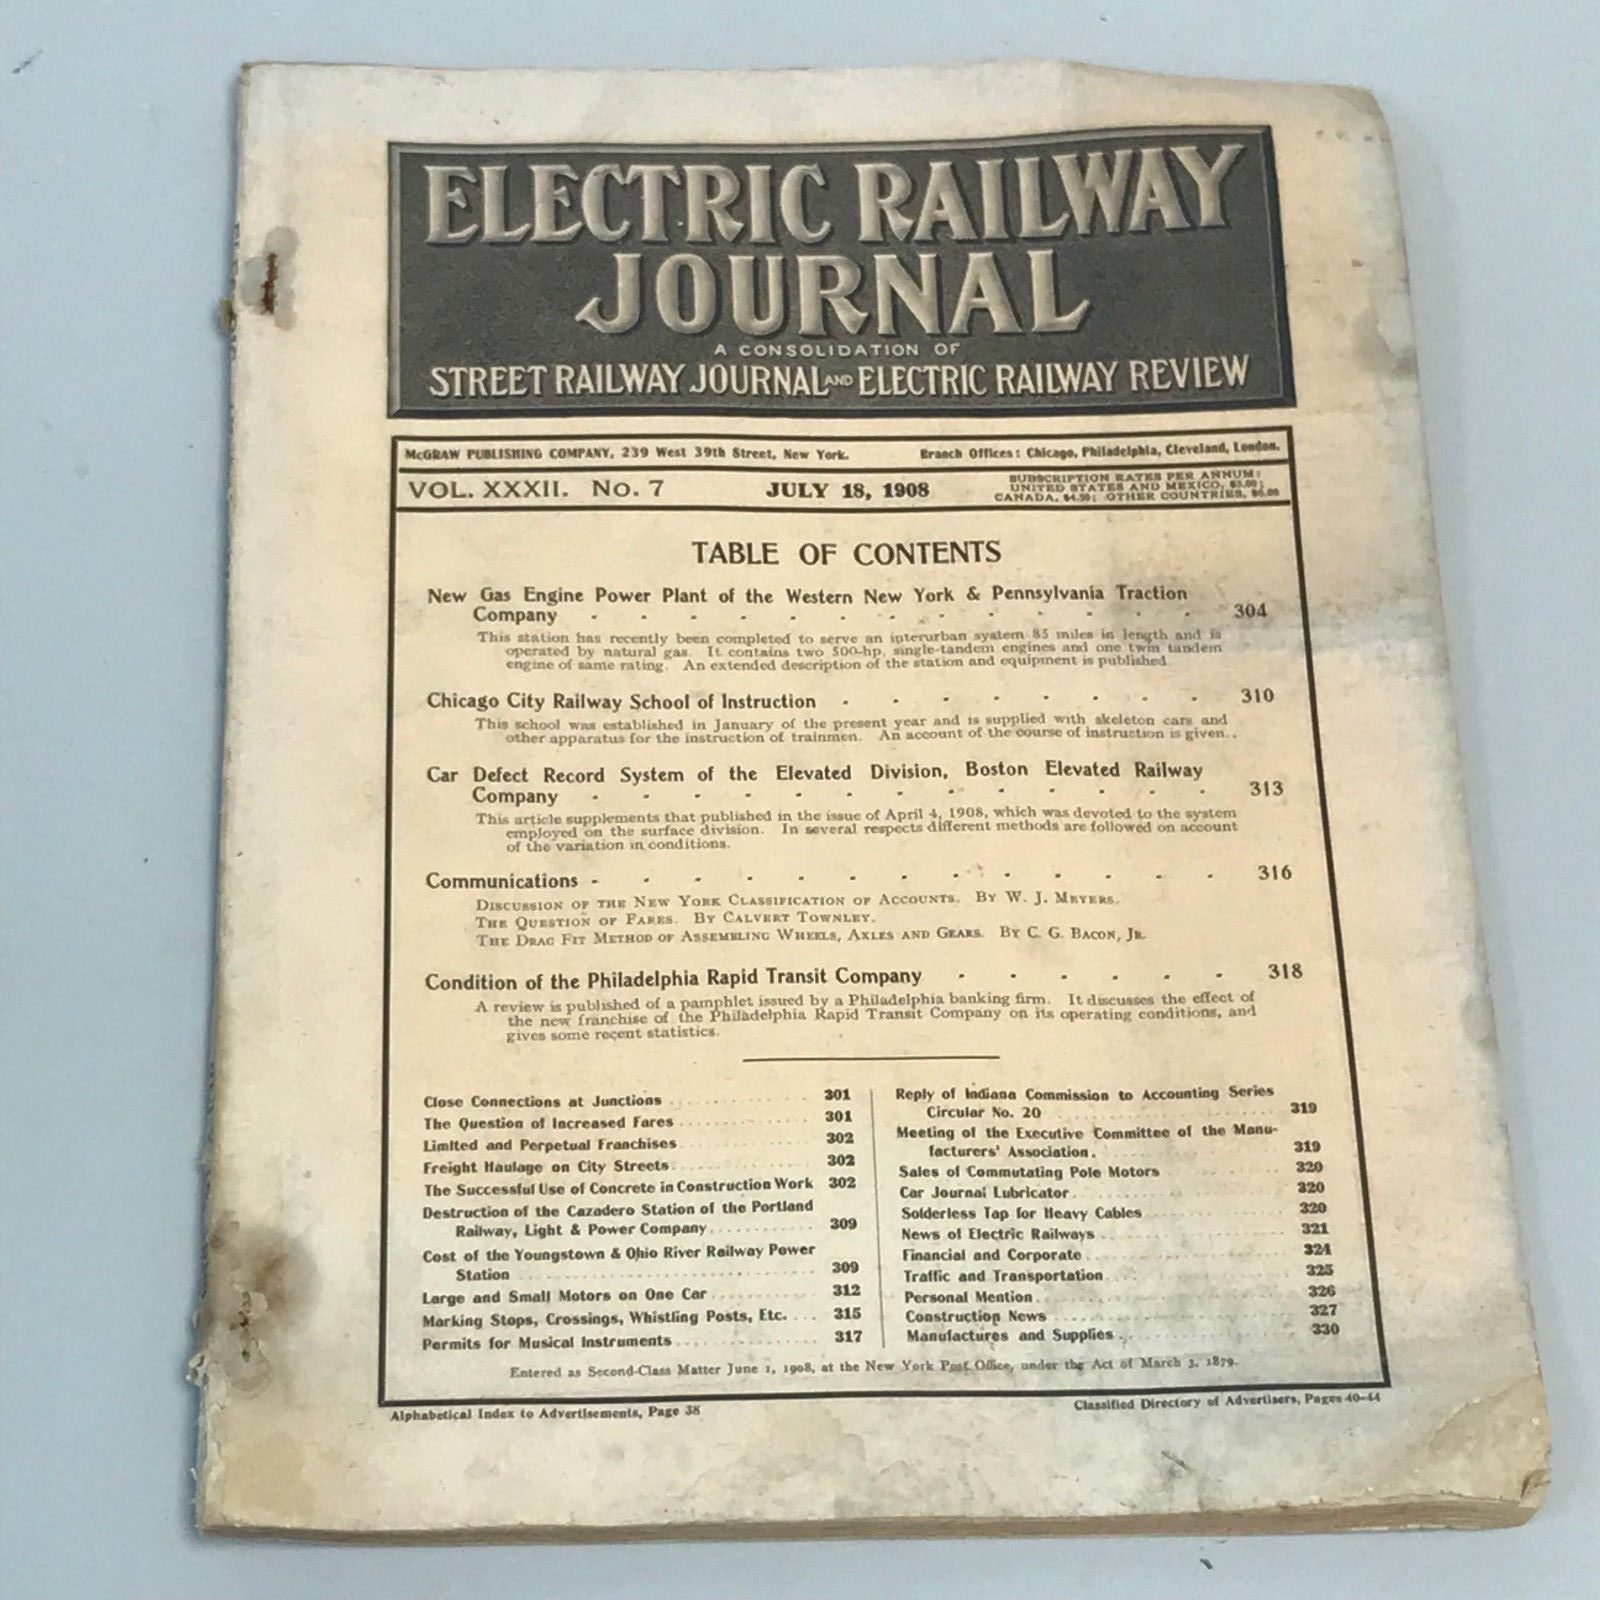 ELECTRIC RAILWAY
JOURNAL
A CONSOLIDATION OF
STREET RAILWAY JOURNAL AND ELECTRIC RAILWAY REVIEW
McGRAW PUBLISHING COMPANY, 239 West 39th Street, New York. Branch Offices: Chicago, Philadelphia, Cleveland, London.
VOL. XXXII. No. 7 JULY 18, 1908
SUBSCRIPTION RATES PER ANNUM:
UNITED STATES AND MEXICO, $3.00;
CANADA, $4.50; OTHER COUNTRIES, $6.00
TABLE OF CONTENTS
New Gas Engine Power Plant of the Western New York & Pennsylvania Traction
Company - - - - - - - - - - - - - 304
This station has recently been completed to serve an interurban system 85 miles in length and is
operated by natural gas. It contains two 500-hp, single-tandem engines and one twin tandem
engine of same rating. An extended description of the station and equipment is published
Chicago City Railway School of Instruction - - - - - - - - 310
This school was established in January of the present year and is supplied with skeleton cars and
other apparatus for the instruction of trainmen. An account of the course of instruction is given..
Car Defect Record System of the Elevated Division, Boston Elevated Railway
Company - - - - - - - - - - - - - 313
This article supplements that published in the issue of April 4, 1908, which was devoted to the system
employed on the surface division. In several respects different methods are followed on account
of the variation in conditions.
Communications - - - - - - - - - - - - - 316
DISCUSSION OF THE NEW YORK CLASSIFICATION OF ACCOUNTS. BY W. J. MEYERS.
THE QUESTION OF FARES. BY CALVERT TOWNLEY.
THE DRAG FIT METHOD OF ASSEMBLING WHEELS, AXLES AND GEARS. BY C. G. BACON, JR.
Condition of the Philadelphia Rapid Transit Company - - - - - - 318
A review is published of a pamphlet issued by a Philadelphia banking firm. It discusses the effect of
the new franchise of the Philadelphia Rapid Transit Company on its operating conditions, and
gives some recent statistics.
Close Connections at Junctions 301
The Question of Increased Fares 301
Limited and Perpetual Franchises 302
Freight Haulage on City Streets 302
The Successful Use of Concrete in Construction Work 302
Destruction of the Cazadero Station of the Portland
Railway, Light & Power Company 309
Cost of the Youngstown & Ohio River Railway Power
Station 309
Large and Small Motors on One Car 312
Marking Stops, Crossings, Whistling Posts, Etc. 315
Permits for Musical Instruments 317
Reply of Indiana Commission to Accounting Series
Circular No. 20 319
Meeting of the Executive Committee of the Manu-
facturers' Association. 319
Sales of Commutating Pole Motors 320
Car Journal Lubricator 320
Solderless Tap for Heavy Cables 320
News of Electric Railways 321
Financial and Corporate 324
Traffic and Transportation 325
Personal Mention 326
Construction News 327
Manufactures and Supplies 330
Entered as Second-Class Matter June 1, 1908, at the New York Post Office, under the Act of March 3, 1879.
Alphabetical Index to Advertisements, Page 38 Classified Directory of Advertisers, Pages 40-44